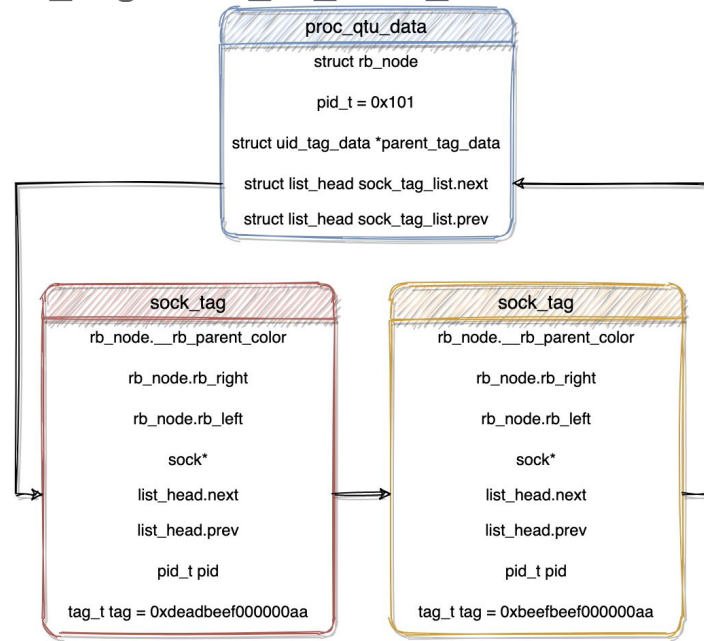 proc_qtu_data
struct rb_node
pid_t = 0x101
struct uid_tag_data *parent_tag_data
struct list_head sock_tag_list.next
struct list_head sock_tag_list.prev
sock_tag
rb_node.__rb_parent_color
rb_node.rb_right
rb_node.rb_left
sock*
list_head.next
list_head.prev
pid_t pid
tag_t tag = 0xdeadbeef000000aa
sock_tag
rb_node.__rb_parent_color
rb_node.rb_right
rb_node.rb_left
sock*
list_head.next
list_head.prev
pid_t pid
tag_t tag = 0xbeefbeef000000aa